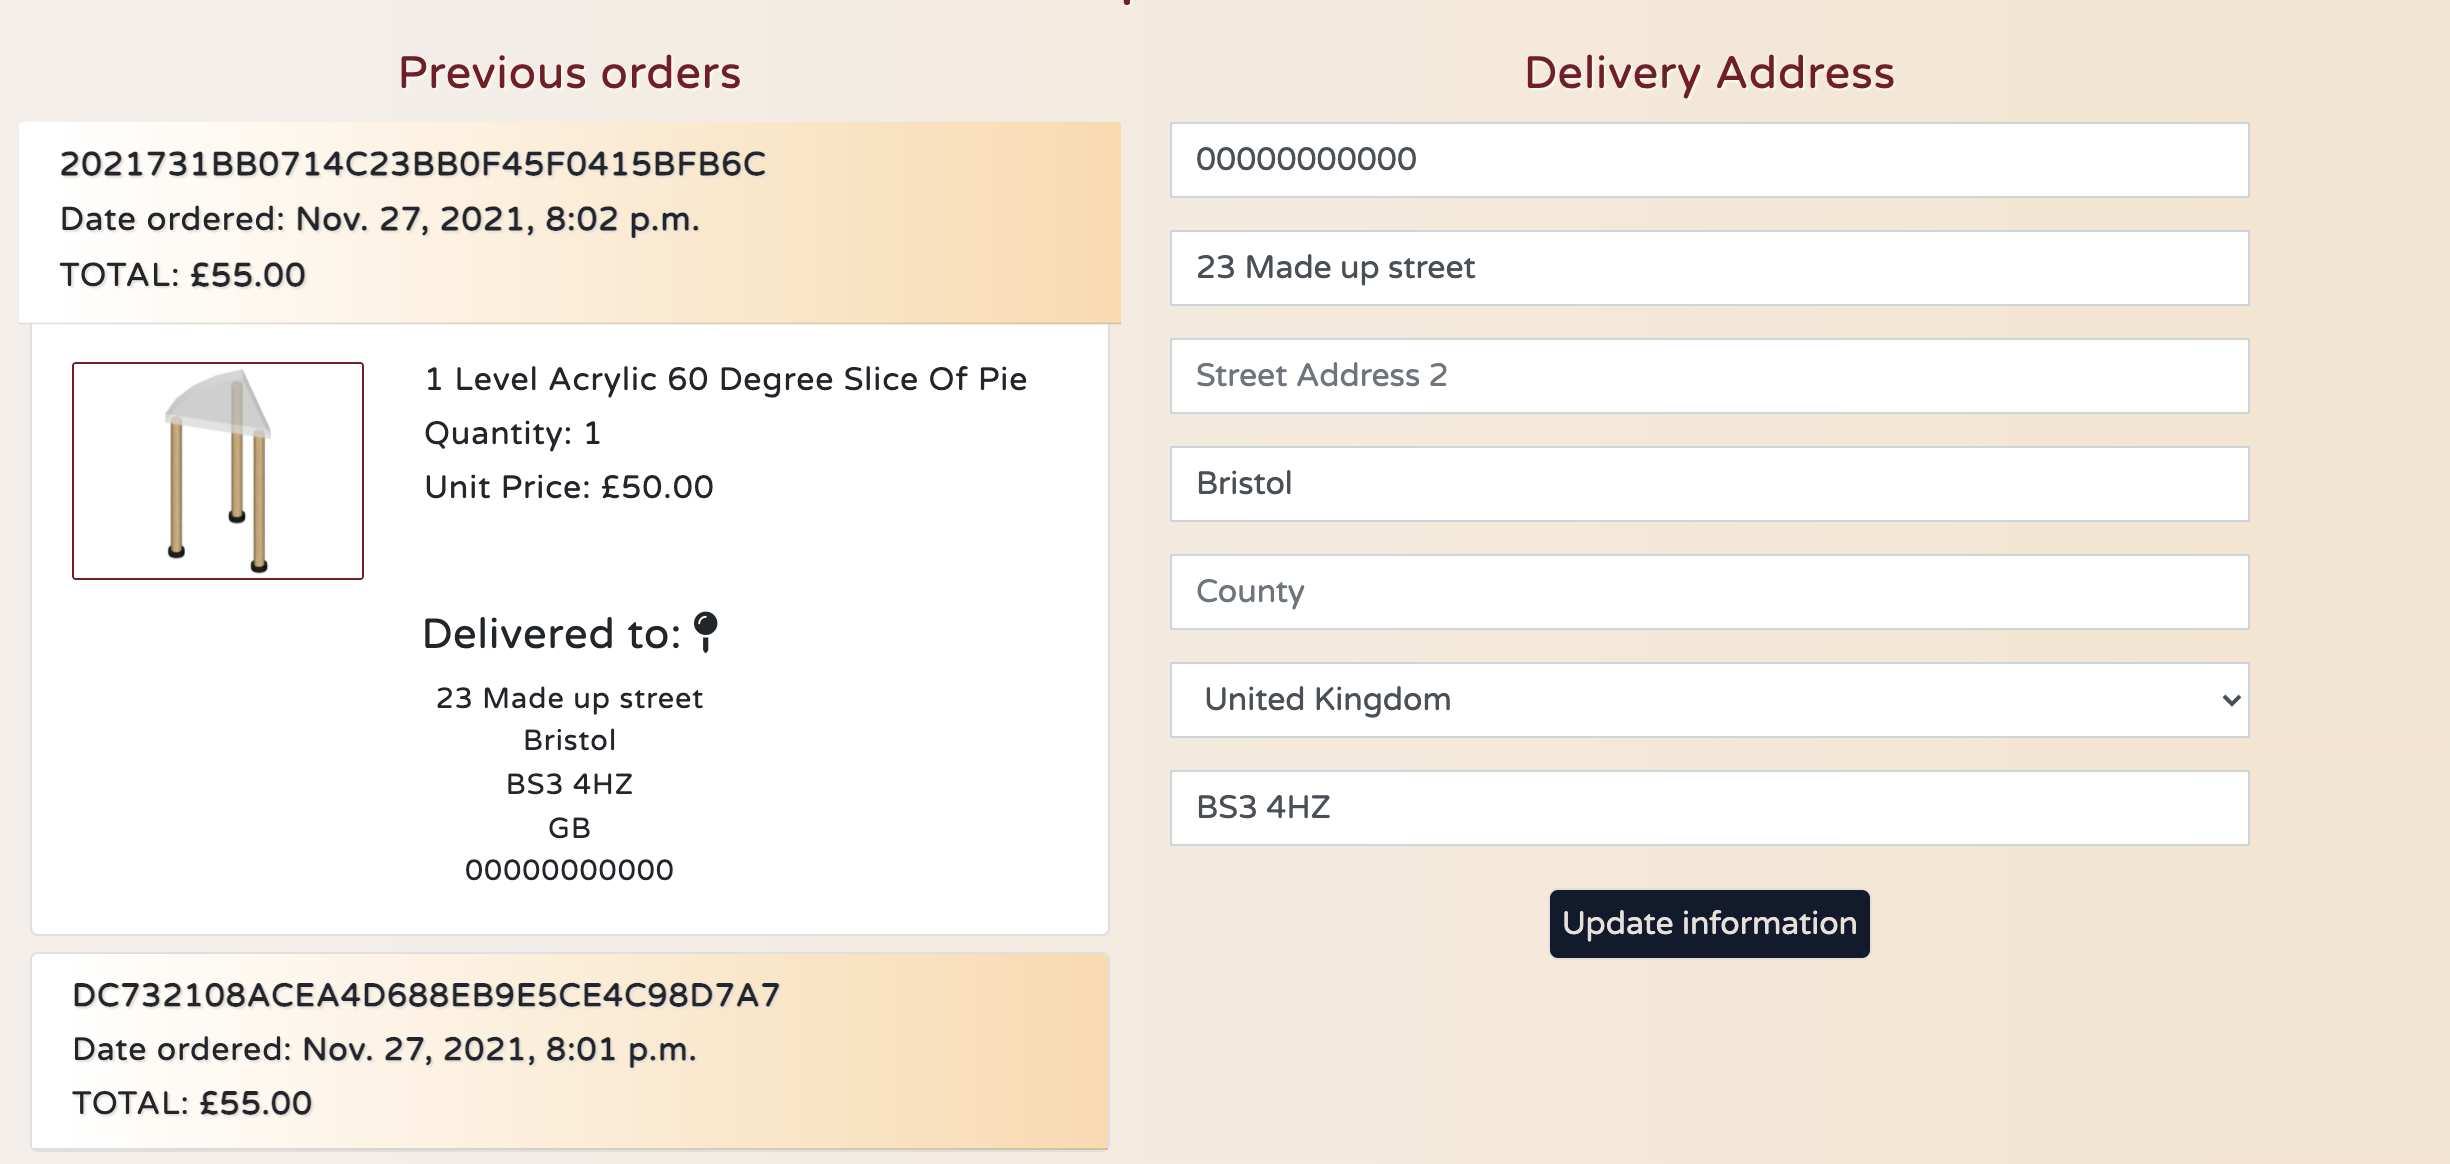 Previous orders
2021731BB0714C23BB0F45F0415BFB6C
Date ordered: Nov. 27, 2021, 8:02 p.m.
TOTAL: £55.00
1 Level Acrylic 60 Degree Slice Of Pie
Quantity: 1
Unit Price: £50.00
Delivered to:
23 Made up street
Bristol
BS3 4HZ
GB
00000000000
DC732108ACEA4D688EB9E5CE4C98D7A7
Date ordered: Nov. 27, 2021, 8:01 p.m.
TOTAL: £55.00
Delivery Address
00000000000
23 Made up street
Street Address 2
Bristol
County
United Kingdom
BS3 4HZ
Update information